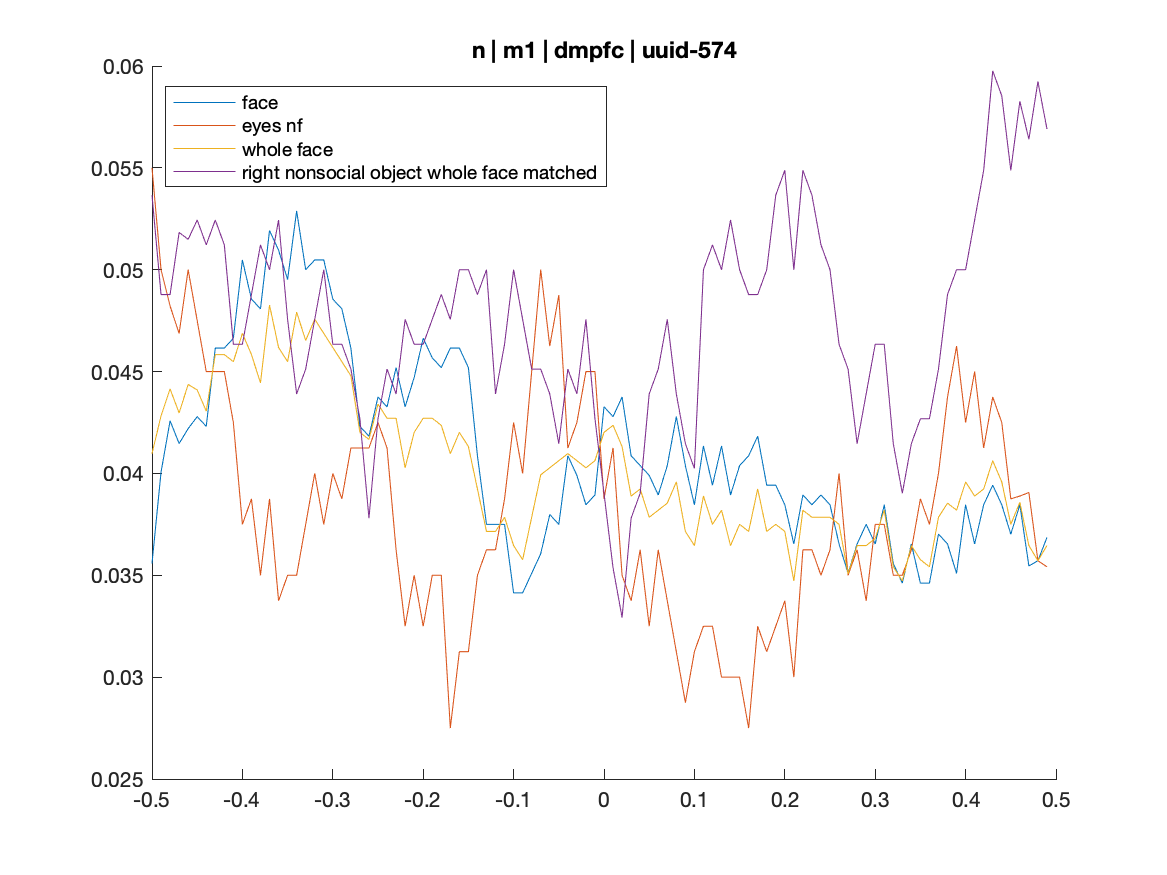 n | m1 | dmpfc | uuid-574
0.06
face
eyes nf
whole face
right nonsocial object whole face matched
0.055
0.05
0.045
0.04
0.035
0.03
0.025
-0.5 -0.4 -0.3 -0.2 -0.1 0 0.1 0.2 0.3 0.4 0.5